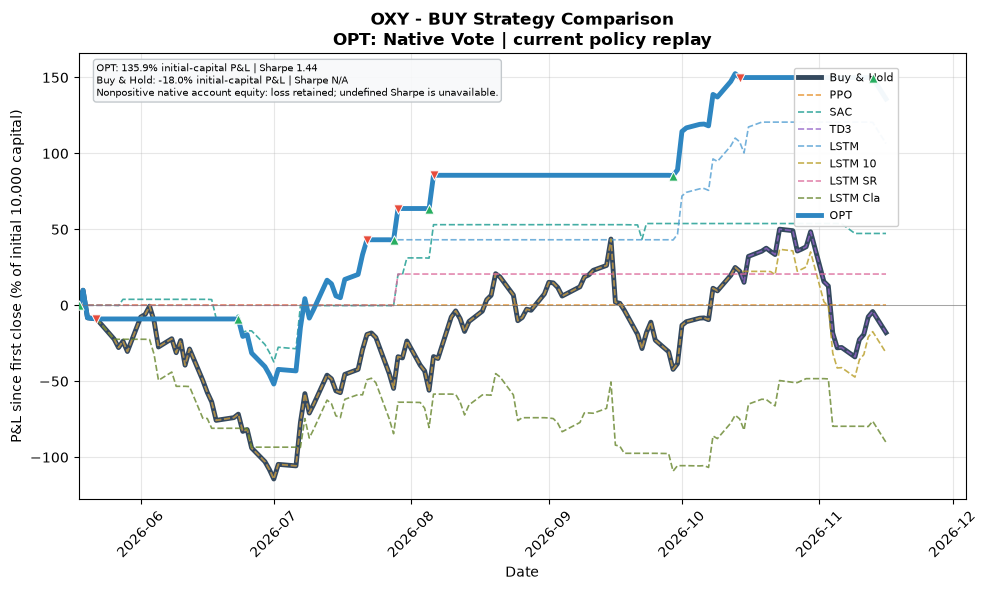 OXY - BUY Strategy Comparison
OPT: Native Vote | current policy replay
OPT: 135.9% initial-capital P&L | Sharpe 1.44
Buy & Hold: -18.0% initial-capital P&L | Sharpe N/A
Nonpositive native account equity: loss retained; undefined Sharpe is unavailable.
Buy & Hold
PPO
SAC
TD3
LSTM
LSTM 10
LSTM SR
LSTM Cla
OPT
P&L since first close (% of initial 10,000 capital)
150
100
50
0
−50
−100
2026-06
2026-07
2026-08
2026-09
2026-10
2026-11
2026-12
Date